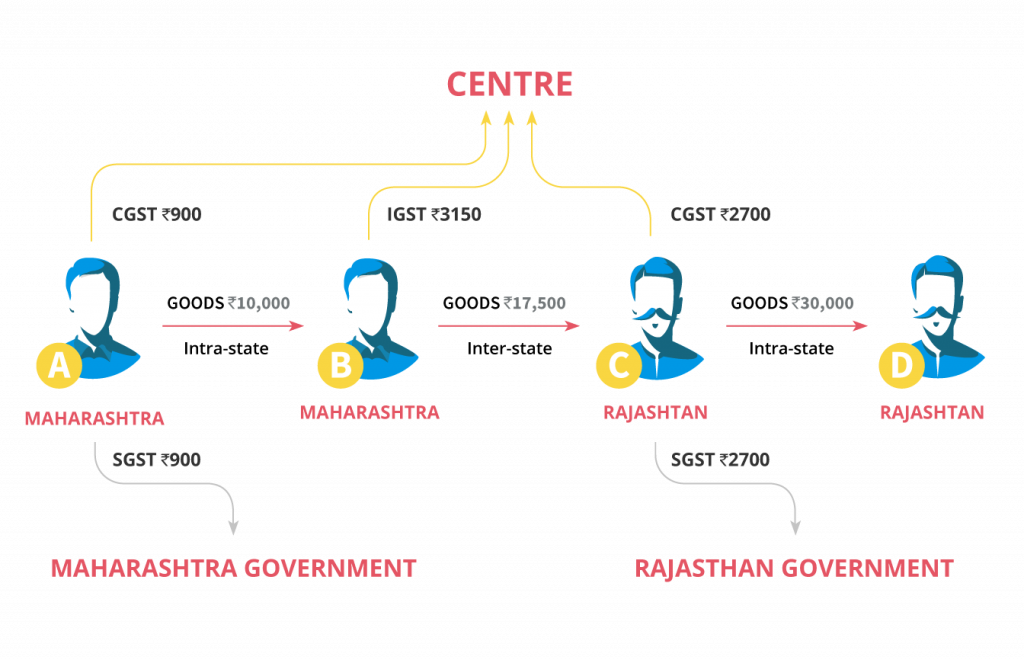 CENTRE
CGST ₹900
IGST ₹3150
CGST ₹2700
GOODS ₹10,000
GOODS ₹17,500
GOODS ₹30,000
Intra-state
Inter-state
Intra-state
A
B
C
D
MAHARASHTRA
MAHARASHTRA
RAJASHTAN
RAJASHTAN
SGST ₹900
SGST ₹2700
MAHARASHTRA GOVERNMENT
RAJASTHAN GOVERNMENT